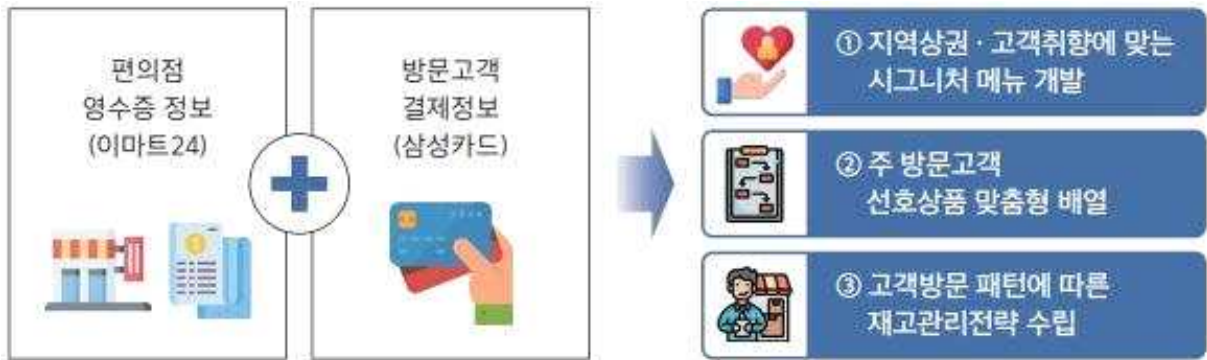 편의점
영수증 정보
(이마트24)
방문고객
결제정보
(삼성카드)
① 지역상권 · 고객취향에 맞는
시그니처 메뉴 개발
② 주 방문고객
선호상품 맞춤형 배열
③ 고객방문 패턴에 따른
재고관리전략 수립